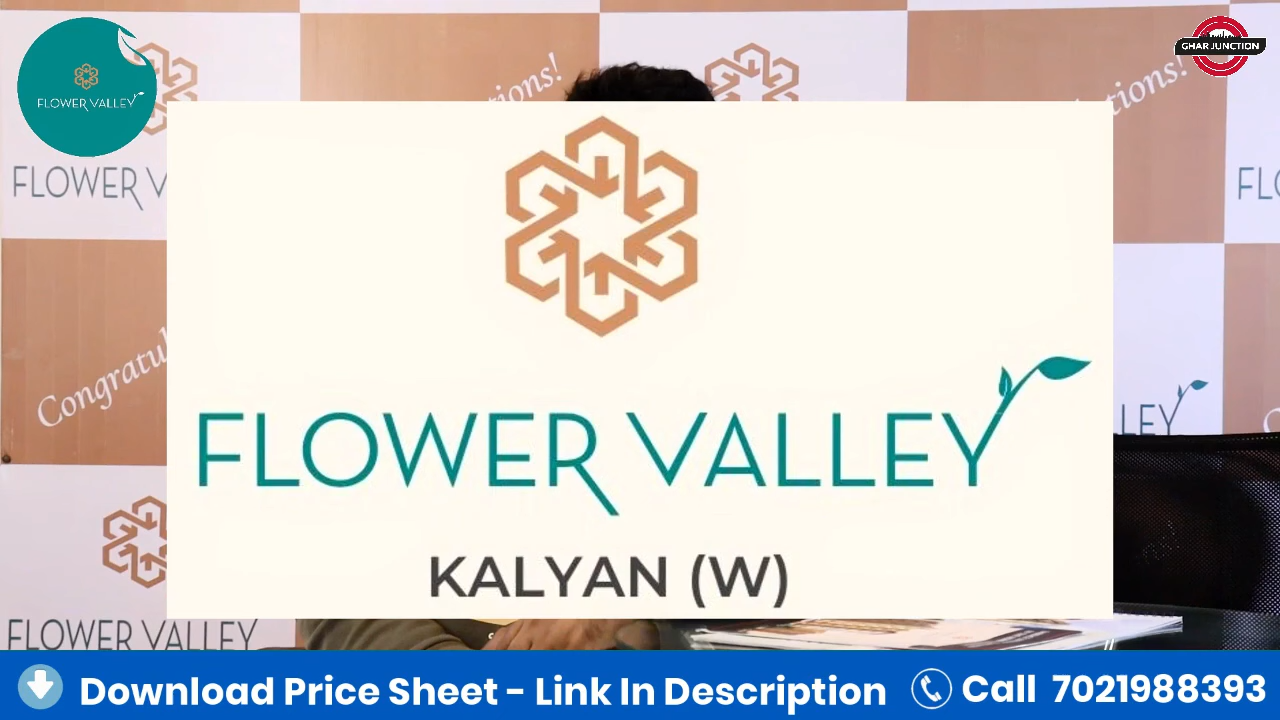 FLOWER VALLEY
GHAR JUNCTION
FLOWER VALLEY
KALYAN (W)
FLOWER VALLEY
Download Price Sheet - Link In Description
Call 7021988393